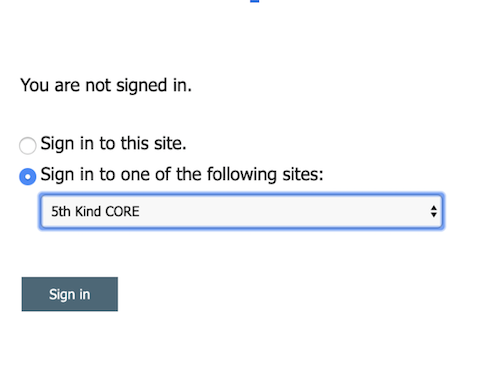 You are not signed in.
Sign in to this site.
Sign in to one of the following sites:
5th Kind CORE
Sign in